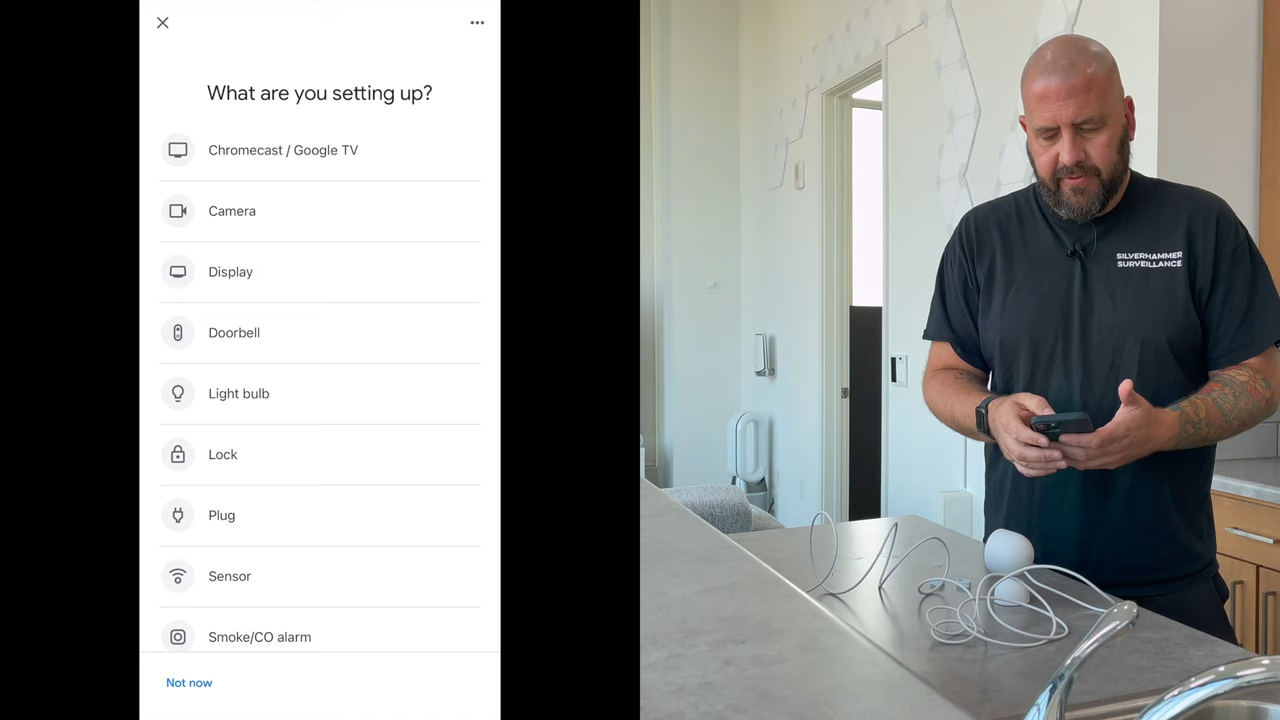 What are you setting up?
Chromecast / Google TV
Camera
Display
Doorbell
Light bulb
Lock
Plug
Sensor
Smoke/CO alarm
Not now
SILVERHAMMER
SURVEILLANCE